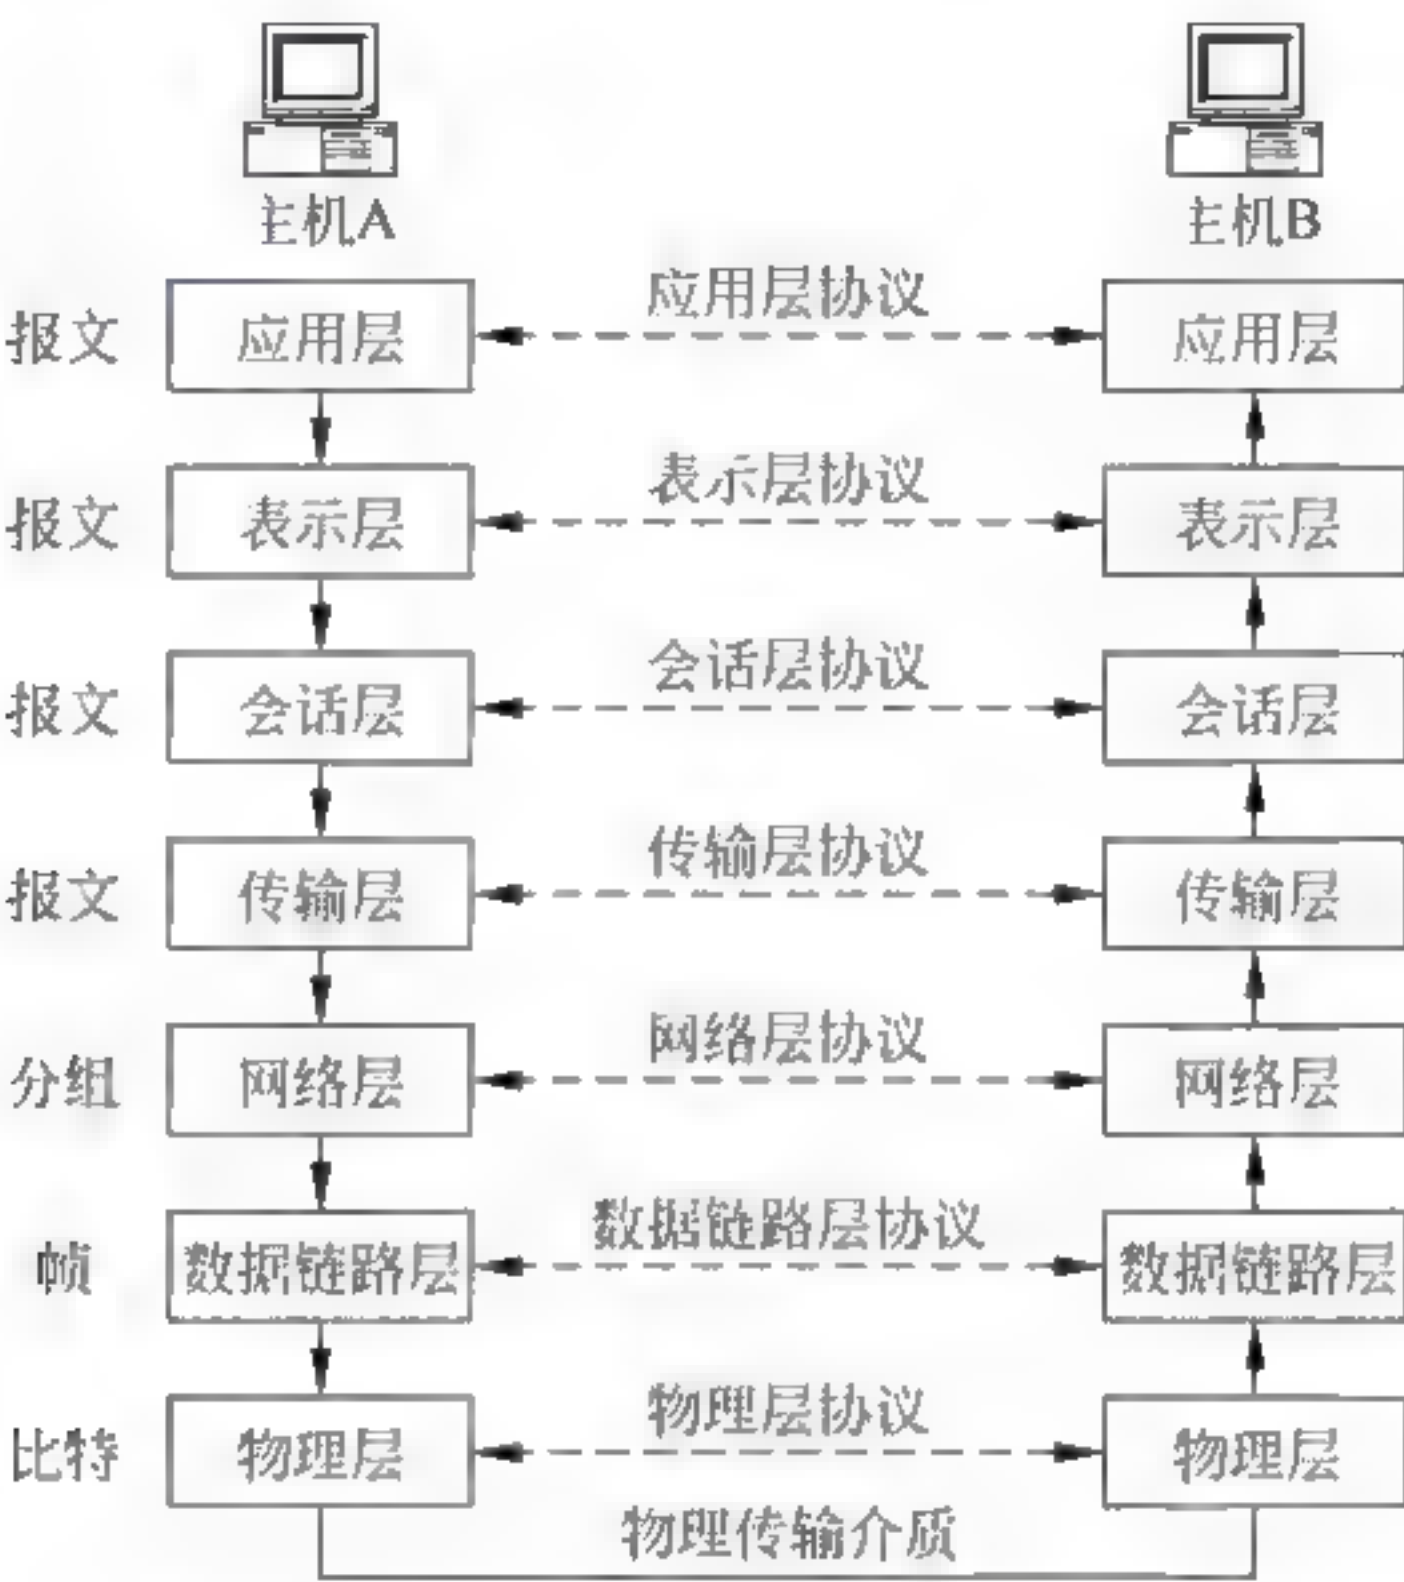 主机A
主机B
应用层协议
报文
应用层
应用层
表示层协议
报文
表示层
表示层
会话层协议
报文
会话层
会话层
传输层协议
报文
传输层
传输层
网络层协议
分组
网络层
网络层
数据链路层协议
帧
数据链路层
数据链路层
物理层协议
比特
物理层
物理层
物理传输介质